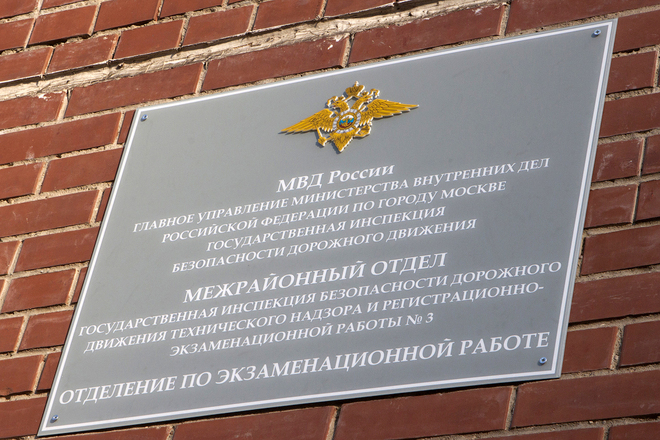 МВД России
ГЛАВНОЕ УПРАВЛЕНИЕ МИНИСТЕРСТВА ВНУТРЕННИХ ДЕЛ
РОССИЙСКОЙ ФЕДЕРАЦИИ ПО ГОРОДУ МОСКВЕ
ГОСУДАРСТВЕННАЯ ИНСПЕКЦИЯ
БЕЗОПАСНОСТИ ДОРОЖНОГО ДВИЖЕНИЯ
МЕЖРАЙОННЫЙ ОТДЕЛ
ГОСУДАРСТВЕННАЯ ИНСПЕКЦИЯ БЕЗОПАСНОСТИ ДОРОЖНОГО
ДВИЖЕНИЯ ТЕХНИЧЕСКОГО НАДЗОРА И РЕГИСТРАЦИОННО-
ЭКЗАМЕНАЦИОННОЙ РАБОТЫ № 3
ОТДЕЛЕНИЕ ПО ЭКЗАМЕНАЦИОННОЙ РАБОТЕ